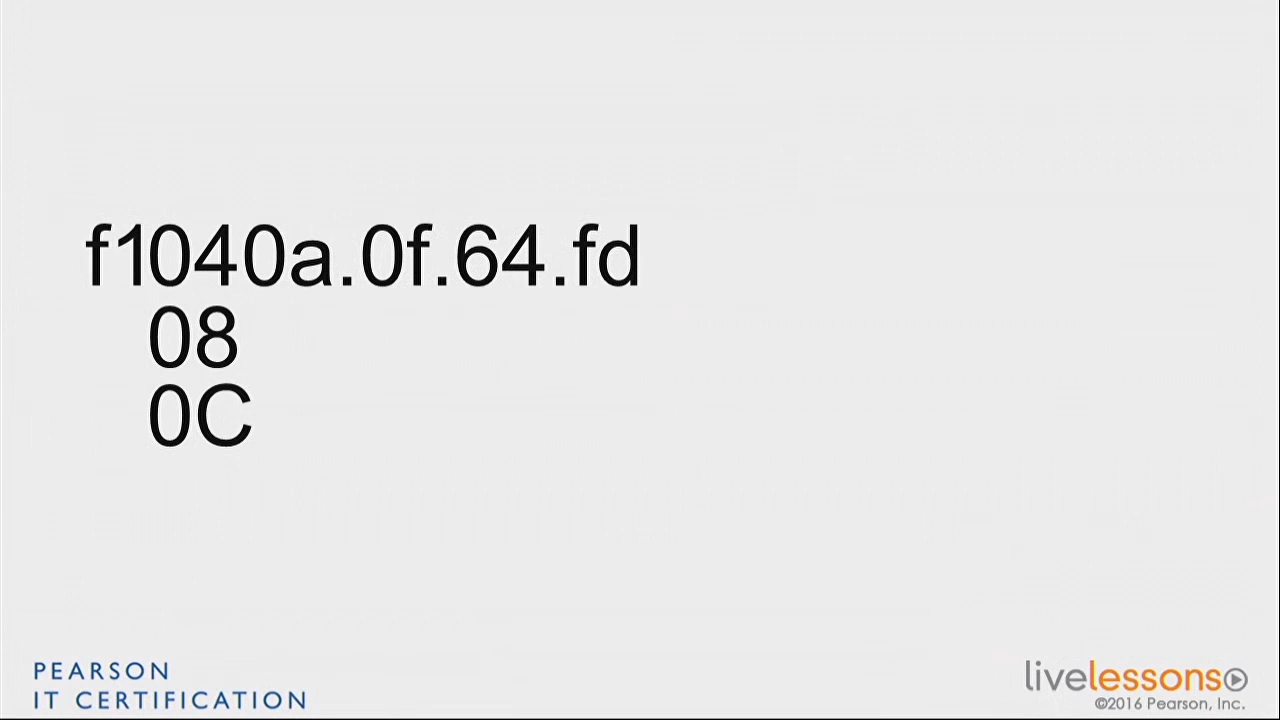 f1040a.0f.64.fd
08
0C
PEARSON
IT CERTIFICATION
livelessons
©2016 Pearson, Inc.